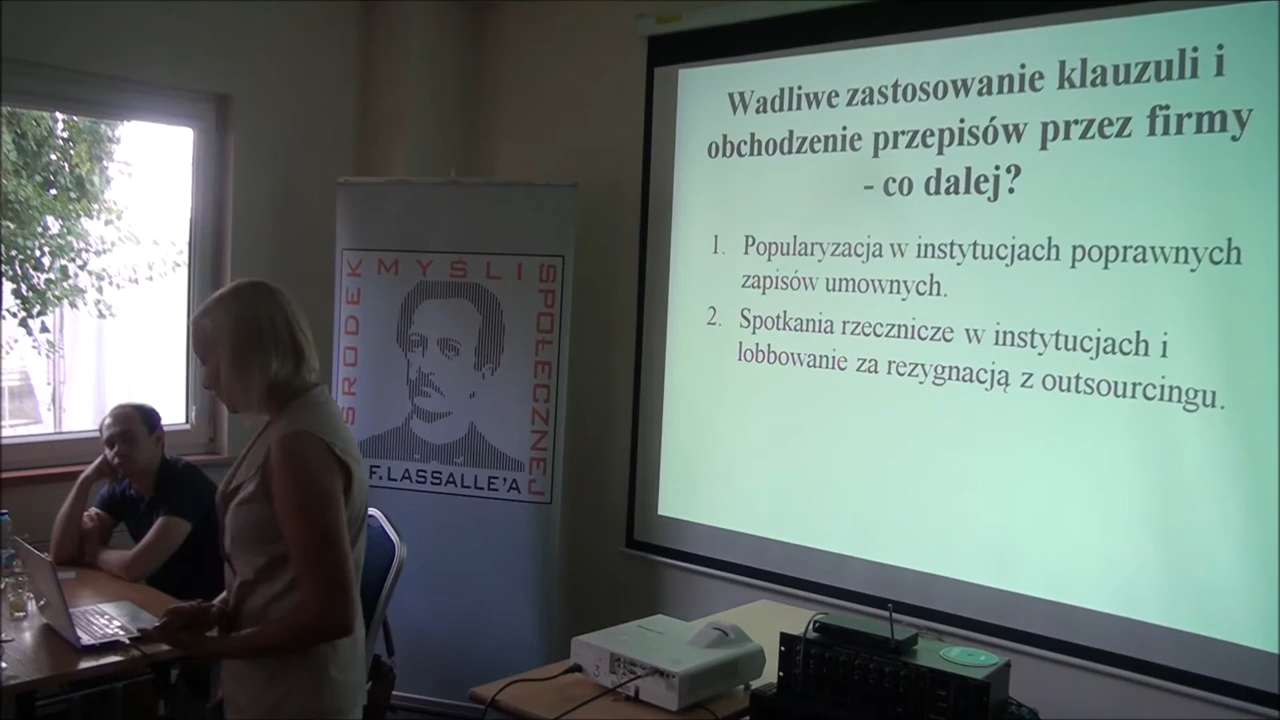 Wadliwe zastosowanie klauzuli i
obchodzenie przepisów przez firmy
- co dalej?
1. Popularyzacja w instytucjach poprawnych
zapisów umownych.
2. Spotkania rzecznicze w instytucjach i
lobbowanie za rezygnacją z outsourcingu.
ŚRODEK
MYŚLI
SPOŁECZNEJ
F. LASSALLE'A